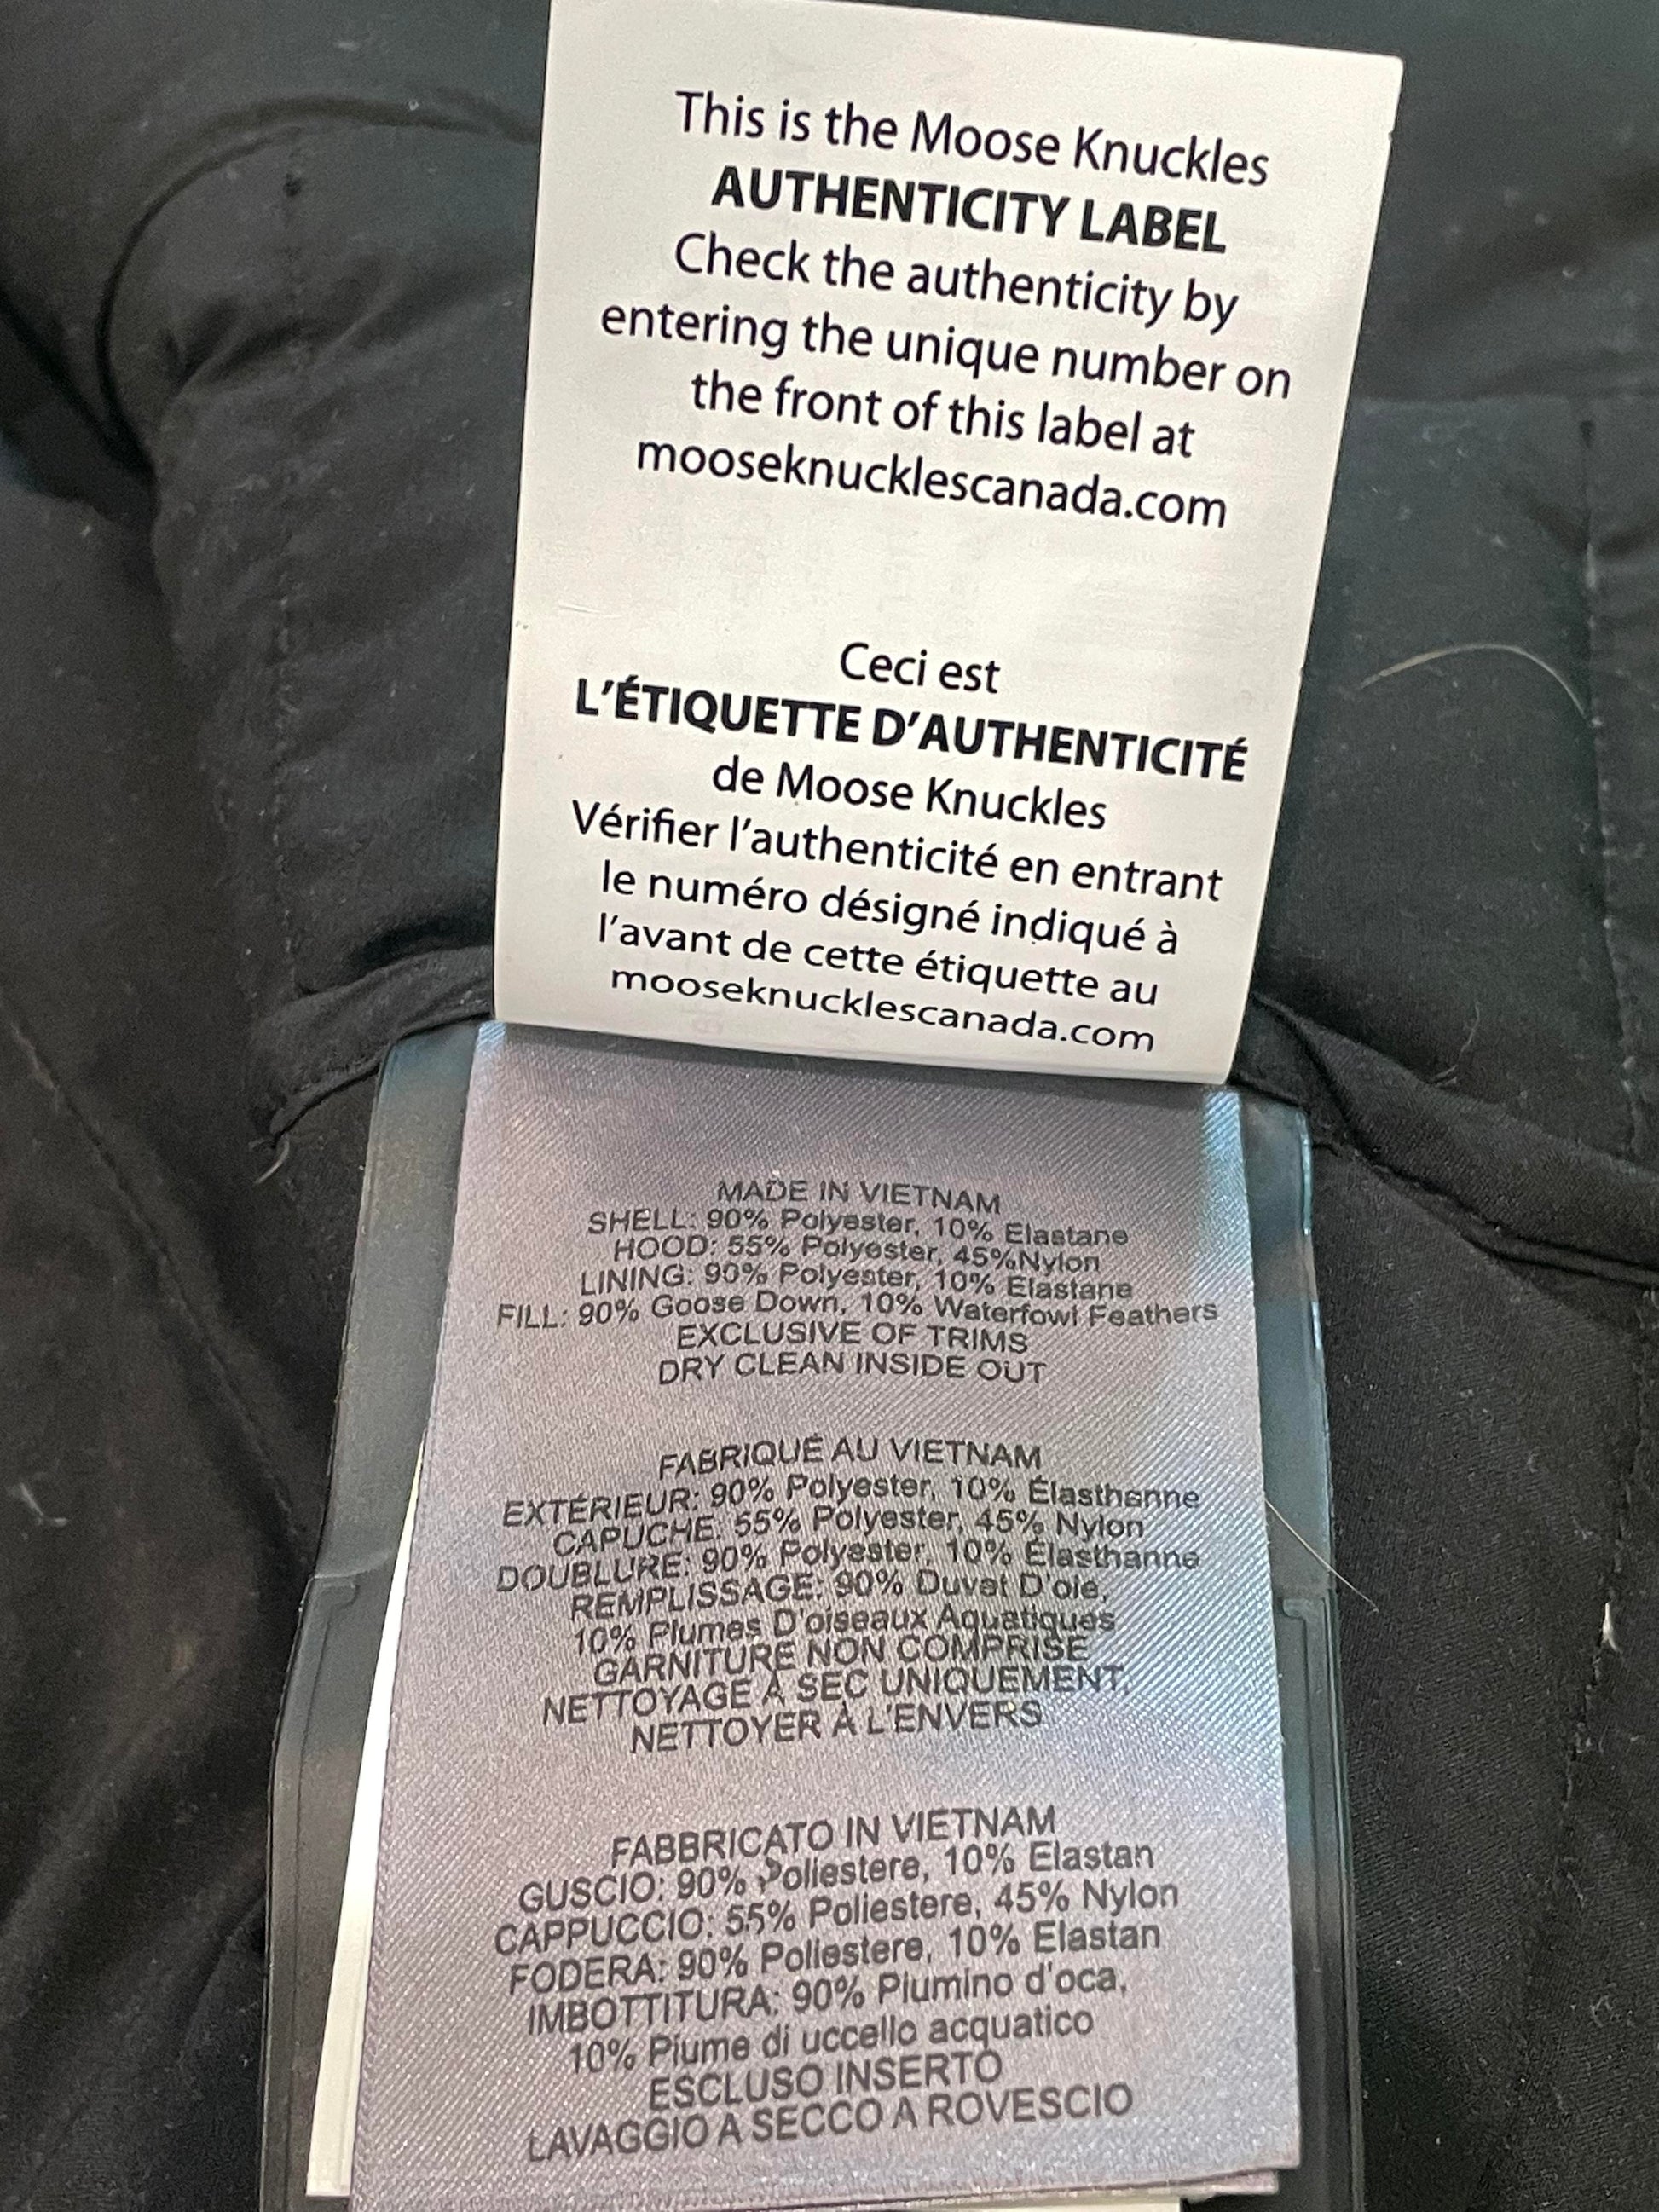 This is the Moose Knuckles
AUTHENTICITY LABEL
Check the authenticity by
entering the unique number on
the front of this label at
mooseknucklescanada.com
Ceci est
L'ÉTIQUETTE D'AUTHENTICITÉ
de Moose Knuckles
Vérifier l'authenticité en entrant
le numéro désigné indiqué à
l'avant de cette étiquette au
mooseknucklescanada.com
MADE IN VIETNAM
SHELL: 90% Polyester, 10% Elastane
HOOD: 55% Polyester, 45%Nylon
LINING: 90% Polyester, 10% Elastane
FILL: 90% Goose Down, 10% Waterfowl Feathers
EXCLUSIVE OF TRIMS
DRY CLEAN INSIDE OUT
FABRIQUÉ AU VIETNAM
EXTÉRIEUR: 90% Polyester, 10% Élasthanne
CAPUCHE: 55% Polyester, 45% Nylon
DOUBLURE: 90% Polyester, 10% Élasthanne
REMPLISSAGE: 90% Duvet D'oie,
10% Plumes D'oiseaux Aquatiques
GARNITURE NON COMPRISE
NETTOYAGE À SEC UNIQUEMENT,
NETTOYER À L'ENVERS
FABBRICATO IN VIETNAM
GUSCIO: 90% Poliestere, 10% Elastan
CAPPUCCIO: 55% Poliestere, 45% Nylon
FODERA: 90% Poliestere, 10% Elastan
IMBOTTITURA: 90% Piumino d'oca,
10% Piume di uccello acquatico
ESCLUSO INSERTO
LAVAGGIO A SECCO A ROVESCIO